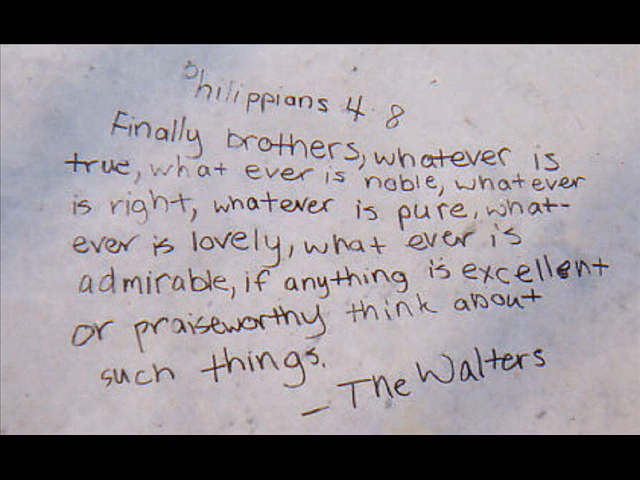 Philippians 4 8
Finally brothers, whatever is
true, what ever is noble, whatever
is right, whatever is pure, what-
ever is lovely, what ever is
admirable, if anything is excellent
or praiseworthy think about
such things.
- The Walters